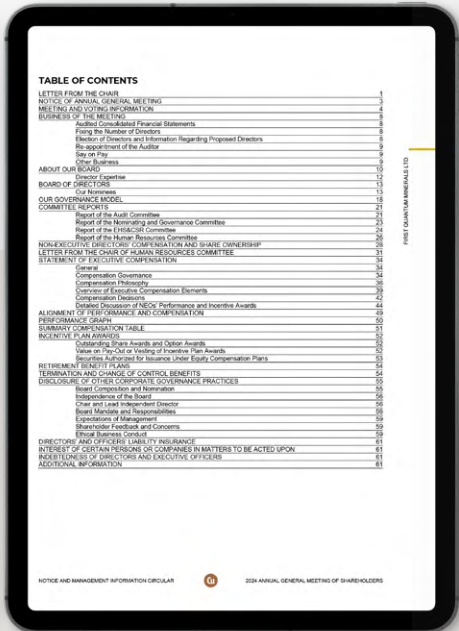 TABLE OF CONTENTS
LETTER FROM THE CHAIR 1
NOTICE OF ANNUAL GENERAL MEETING 3
MEETING AND VOTING INFORMATION 4
BUSINESS OF THE MEETING 8
Audited Consolidated Financial Statements 8
Fixing the Number of Directors 8
Election of Directors and Information Regarding Proposed Directors 8
Re-appointment of the Auditor 9
Say on Pay 9
Other Business 9
ABOUT OUR BOARD 10
Director Expertise 12
BOARD OF DIRECTORS 13
Our Nominees 13
OUR GOVERNANCE MODEL 18
COMMITTEE REPORTS 21
Report of the Audit Committee 21
Report of the Nominating and Governance Committee 23
Report of the EHS&CSR Committee 24
Report of the Human Resources Committee 26
NON-EXECUTIVE DIRECTORS' COMPENSATION AND SHARE OWNERSHIP 28
LETTER FROM THE CHAIR OF HUMAN RESOURCES COMMITTEE 31
STATEMENT OF EXECUTIVE COMPENSATION 34
General 34
Compensation Governance 34
Compensation Philosophy 36
Overview of Executive Compensation Elements 39
Compensation Decisions 42
Detailed Discussion of NEOs' Performance and Incentive Awards 44
ALIGNMENT OF PERFORMANCE AND COMPENSATION 49
PERFORMANCE GRAPH 50
SUMMARY COMPENSATION TABLE 51
INCENTIVE PLAN AWARDS 52
Outstanding Share Awards and Option Awards 52
Value on Pay-Out or Vesting of Incentive Plan Awards 52
Securities Authorized for Issuance Under Equity Compensation Plans 53
RETIREMENT BENEFIT PLANS 54
TERMINATION AND CHANGE OF CONTROL BENEFITS 54
DISCLOSURE OF OTHER CORPORATE GOVERNANCE PRACTICES 55
Board Composition and Nomination 55
Independence of the Board 56
Chair and Lead Independent Director 56
Board Mandate and Responsibilities 56
Expectations of Management 59
Shareholder Feedback and Concerns 59
Ethical Business Conduct 59
DIRECTORS' AND OFFICERS' LIABILITY INSURANCE 61
INTEREST OF CERTAIN PERSONS OR COMPANIES IN MATTERS TO BE ACTED UPON 61
INDEBTEDNESS OF DIRECTORS AND EXECUTIVE OFFICERS 61
ADDITIONAL INFORMATION 61
FIRST QUANTUM MINERALS LTD
NOTICE AND MANAGEMENT INFORMATION CIRCULAR
Cu
2024 ANNUAL GENERAL MEETING OF SHAREHOLDERS